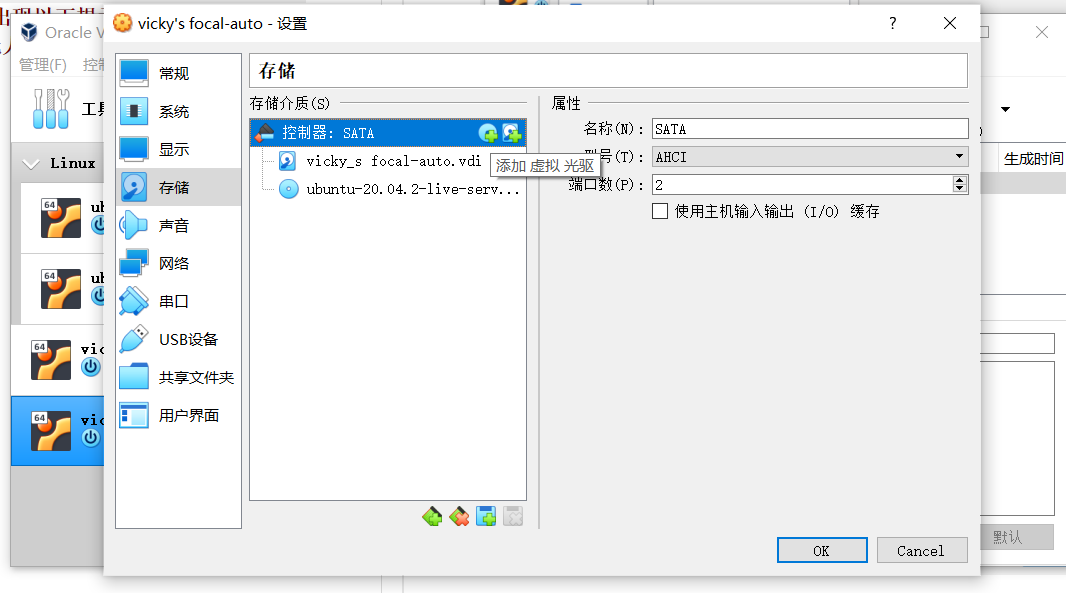 Oracle V
管理(F) 控制
工具
Linux
64
ub
64
ub
64
vic
64
vic
vicky's focal-auto - 设置
?
常规
系统
显示
存储
声音
网络
串口
USB设备
共享文件夹
用户界面
存储
存储介质(S)
控制器: SATA
vicky_s focal-auto.vdi
ubuntu-20.04.2-live-serv...
添加 虚拟 光驱
属性
名称(N): SATA
型号(T): AHCI
端口数(P): 2
使用主机输入输出 (I/O) 缓存
OK
Cancel
生成时间
默认